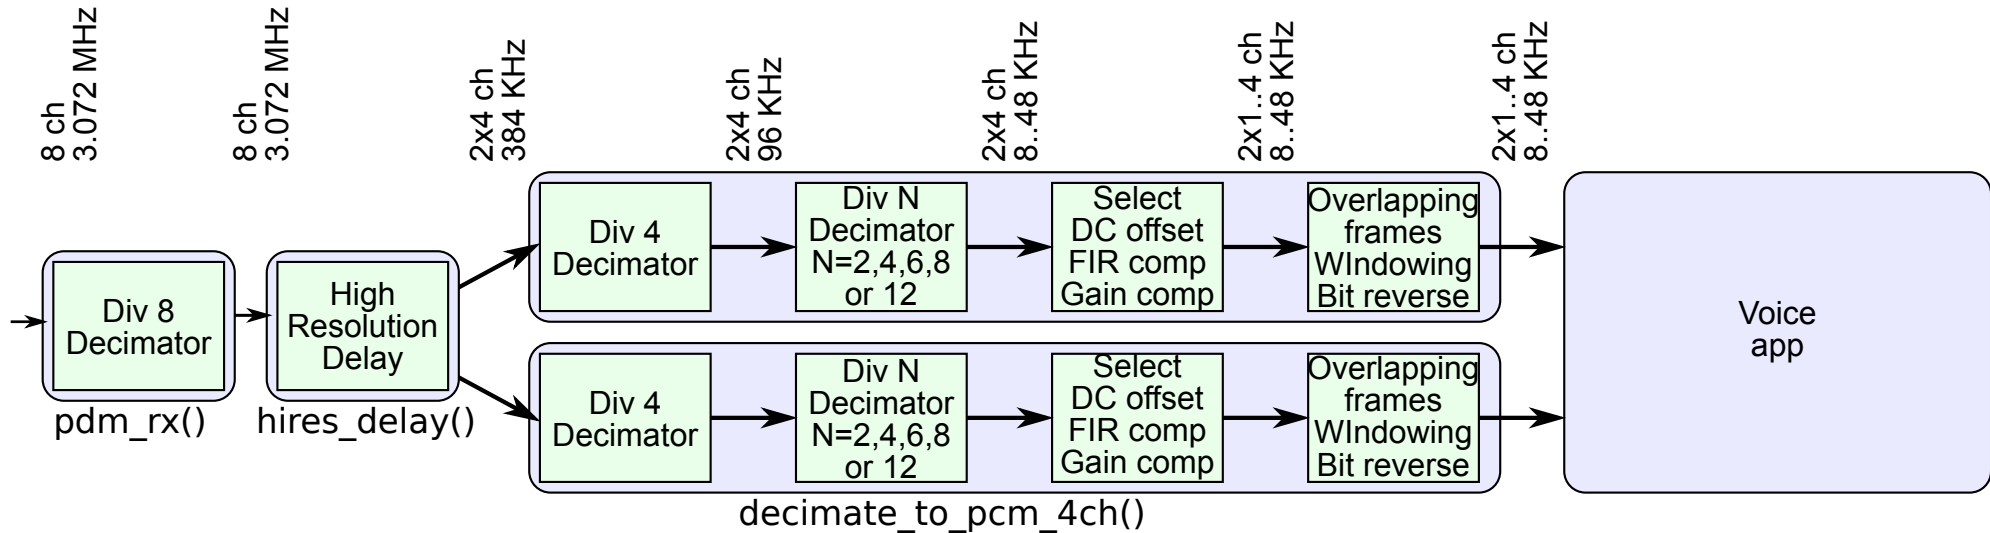 8 ch
3.072 MHz
8 ch
3.072 MHz
2x4 ch
384 KHz
2x4 ch
96 KHz
2x4 ch
8..48 KHz
2x1..4 ch
8..48 KHz
2x1..4 ch
8..48 KHz
Div 8
Decimator
pdm_rx()
High
Resolution
Delay
hires_delay()
Div 4
Decimator
Div N
Decimator
N=2,4,6,8
or 12
Select
DC offset
FIR comp
Gain comp
Overlapping
frames
WIndowing
Bit reverse
Div 4
Decimator
Div N
Decimator
N=2,4,6,8
or 12
Select
DC offset
FIR comp
Gain comp
Overlapping
frames
WIndowing
Bit reverse
decimate_to_pcm_4ch()
Voice
app